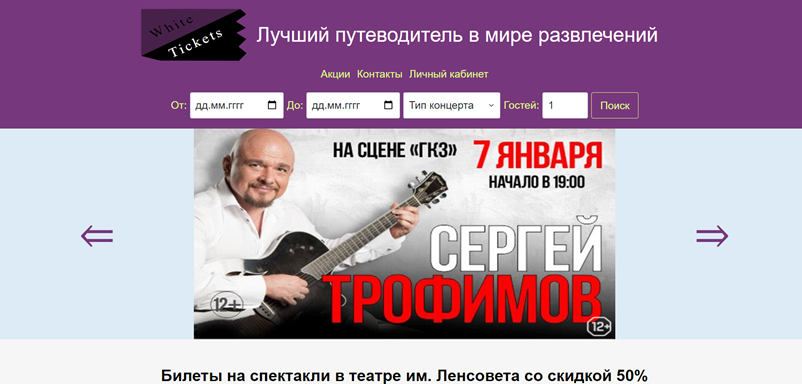 White
Tickets
Лучший путеводитель в мире развлечений
Акции Контакты Личный кабинет
От: дд.мм.гггг До: дд.мм.гггг Тип концерта Гостей: 1 Поиск
НА СЦЕНЕ «ГКЗ» 7 ЯНВАРЯ
НАЧАЛО В 19:00
СЕРГЕЙ
ТРОФИМОВ
12+
12+
Билеты на спектакли в театре им. Ленсовета со скидкой 50%